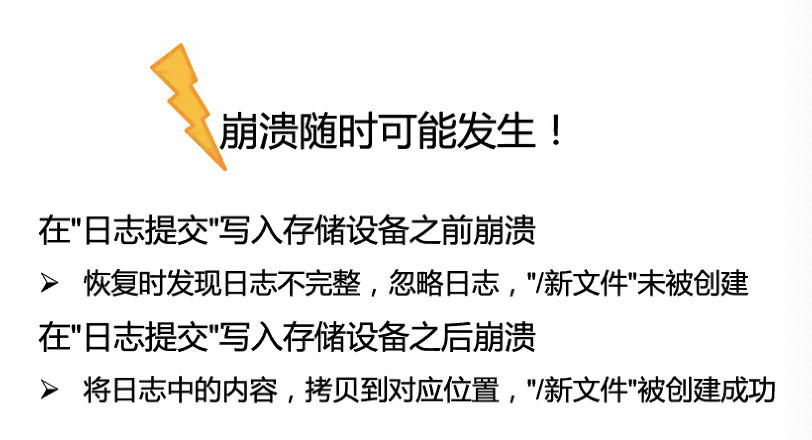 崩溃随时可能发生！
在"日志提交"写入存储设备之前崩溃
➢ 恢复时发现日志不完整，忽略日志，"/新文件"未被创建
在"日志提交"写入存储设备之后崩溃
➢ 将日志中的内容，拷贝到对应位置，"/新文件"被创建成功